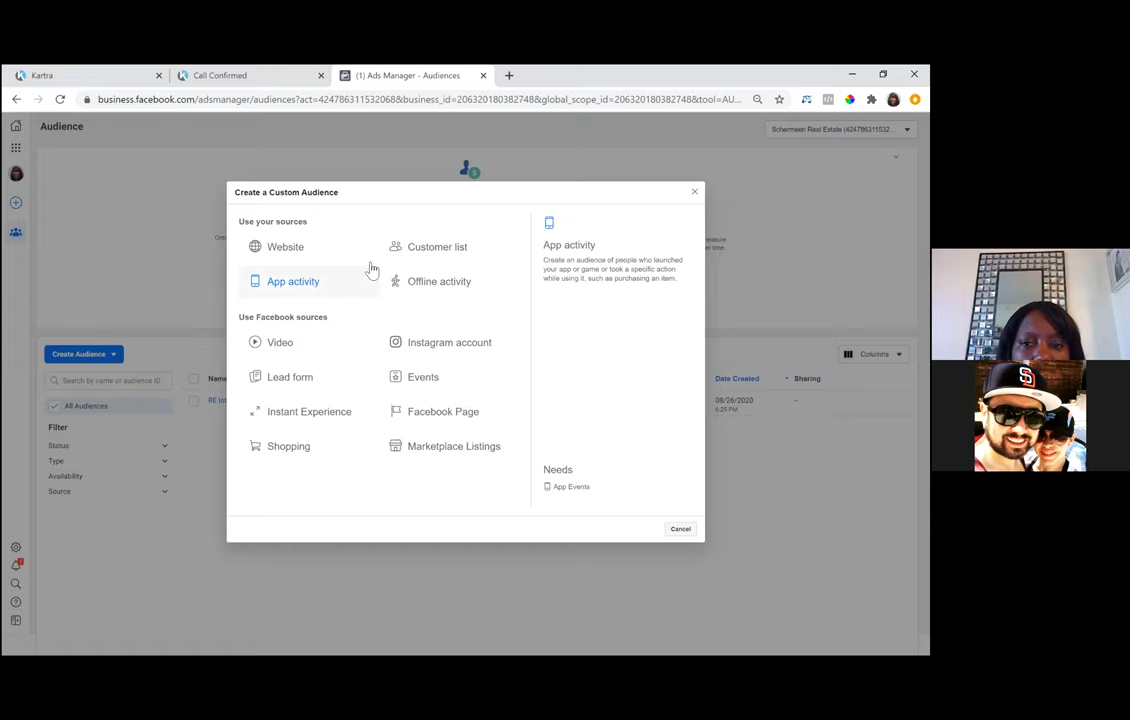 Kartra
Call Confirmed
(1) Ads Manager - Audiences
business.facebook.com/adsmanager/audiences?act=424786311532068&business_id=206320180382748&global_scope_id=206320180382748&tool=AU...
Audience
Schermeen Real Estate (424786311532...
Create a Custom Audience
Use your sources
Website
Customer list
App activity
Offline activity
Use Facebook sources
Video
Instagram account
Lead form
Events
Instant Experience
Facebook Page
Shopping
Marketplace Listings
App activity
Create an audience of people who launched
your app or game or took a specific action
while using it, such as purchasing an item.
Needs
App Events
Cancel
Create Audience
Search by name or audience ID
All Audiences
Filter
Status
Type
Availability
Source
Name
RE Int
Columns
Date Created
Sharing
08/26/2020
6:25 PM
--